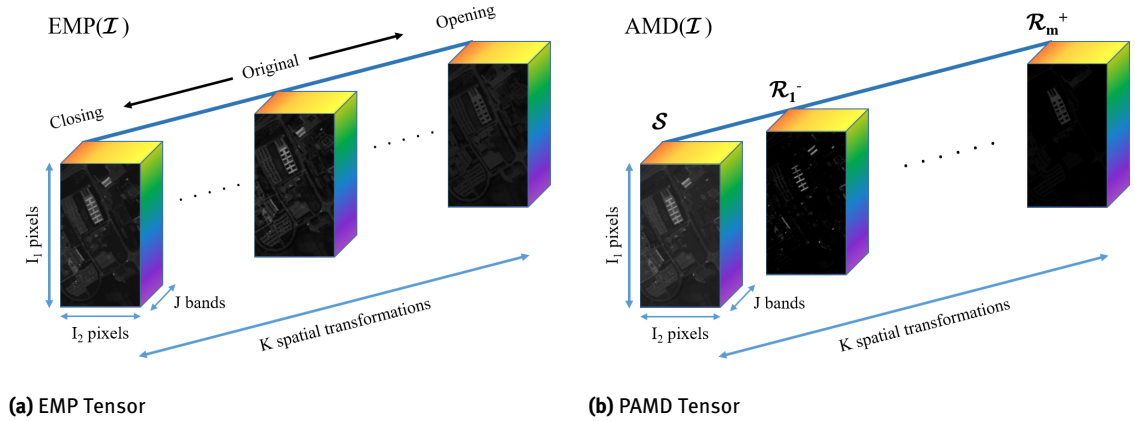 EMP(𝓘)
Opening
Original
Closing
I₁ pixels
I₂ pixels
J bands
K spatial transformations
(a) EMP Tensor
AMD(𝓘)
𝓡ₘ⁺
𝓡₁⁻
𝓢
I₁ pixels
I₂ pixels
J bands
K spatial transformations
(b) PAMD Tensor